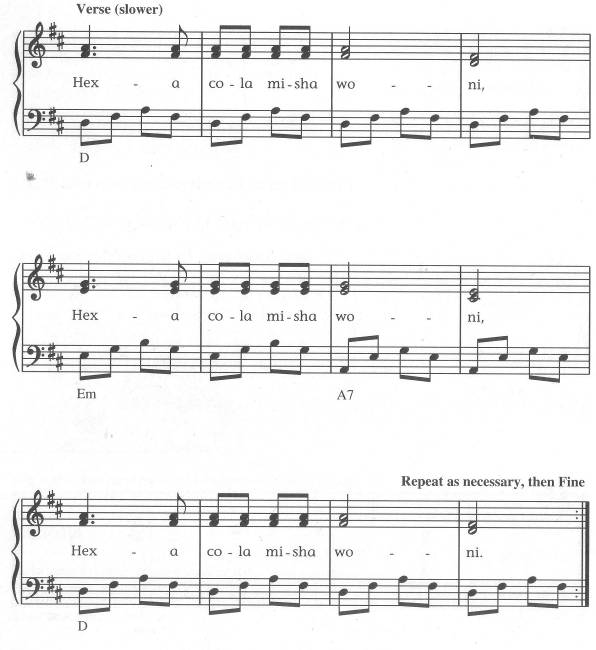 Verse (slower)
Hex - a co - la mi - sha wo - - ni,
D
Hex - a co - la mi - sha wo - - ni,
Em A7
Repeat as necessary, then Fine
Hex - a co - la mi - sha wo - - ni.
D